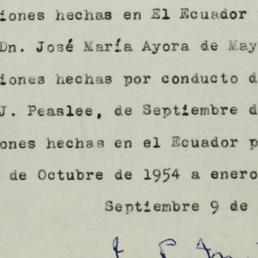 iones hechas en El Ecuador
Dn. José María Ayora de May
iones hechas por conducto d
J. Peaslee, de Septiembre d
ones hechas en el Ecuador p
de Octubre de 1954 a enero
Septiembre 9 de